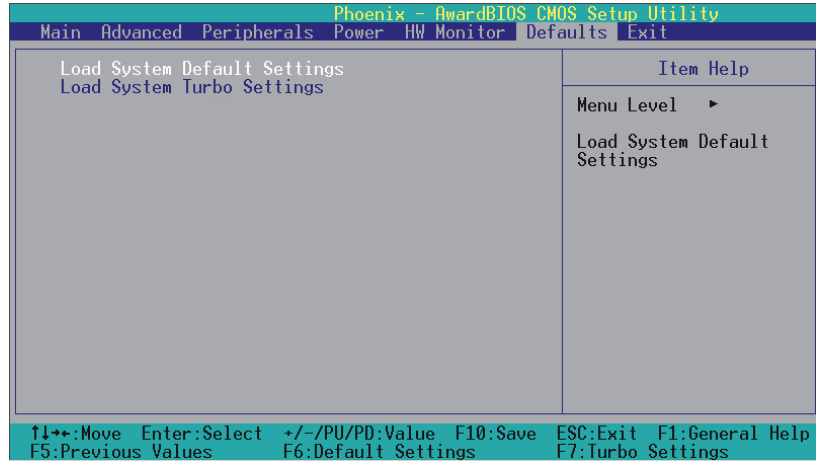 Phoenix - AwardBIOS CMOS Setup Utility
Main Advanced Peripherals Power HW Monitor Defaults Exit
Load System Default Settings
Load System Turbo Settings
Item Help
Menu Level ►
Load System Default
Settings
↑↓→←:Move Enter:Select +/-/PU/PD:Value F10:Save ESC:Exit F1:General Help
F5:Previous Values F6:Default Settings F7:Turbo Settings